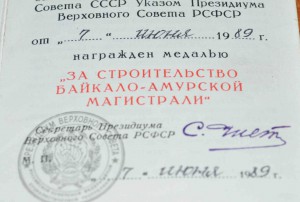 Совета СССР Указом Президиума
Верховного Совета РСФСР
от „ 7 “ июня 1989 г.
награжден медалью
„ЗА СТРОИТЕЛЬСТВО
БАЙКАЛО-АМУРСКОЙ
МАГИСТРАЛИ“
Секретарь Президиума
Верховного Совета РСФСР
М. П.
„ 7 “ июня 1989 г.